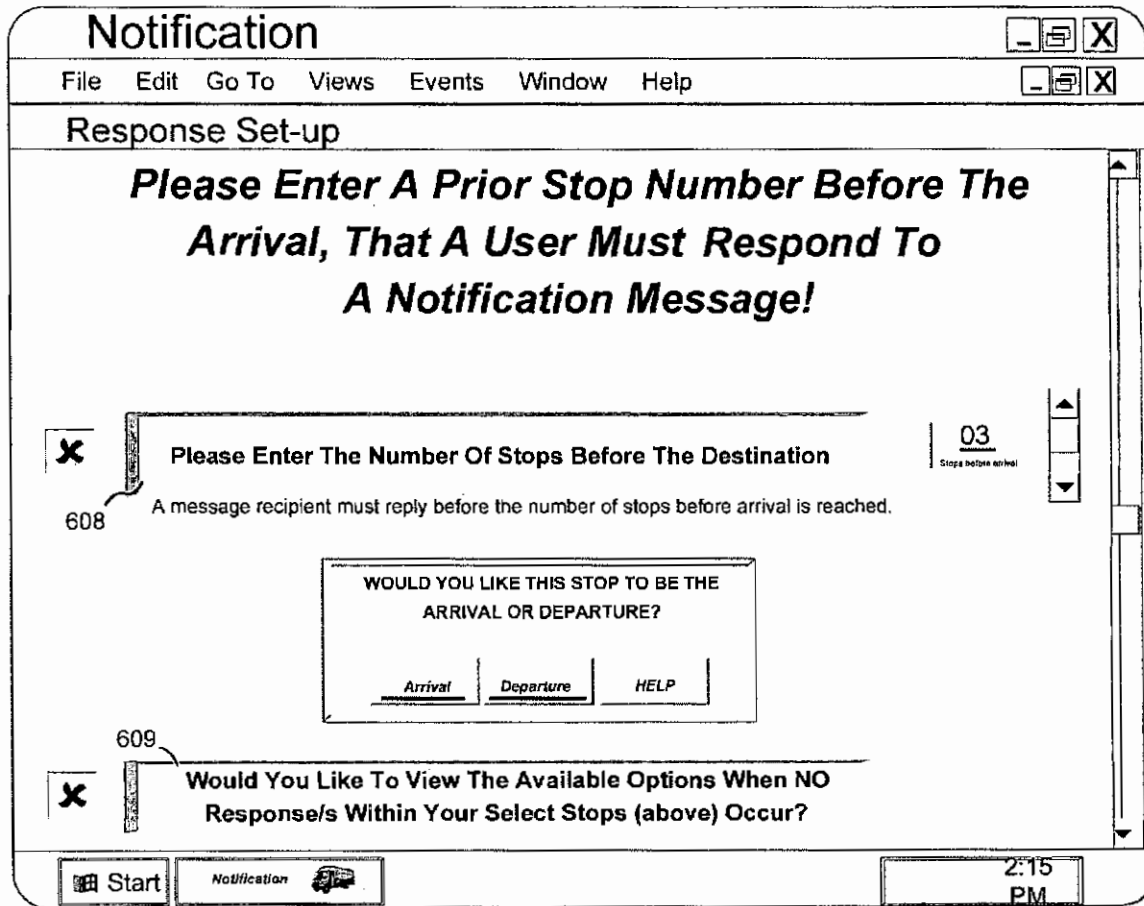 Notification
File Edit Go To Views Events Window Help
Response Set-up
Please Enter A Prior Stop Number Before The
Arrival, That A User Must Respond To
A Notification Message!
Please Enter The Number Of Stops Before The Destination
03
Stops before arrival
608
A message recipient must reply before the number of stops before arrival is reached.
WOULD YOU LIKE THIS STOP TO BE THE
ARRIVAL OR DEPARTURE?
Arrival Departure HELP
609
Would You Like To View The Available Options When NO
Response/s Within Your Select Stops (above) Occur?
Start Notification 2:15
PM